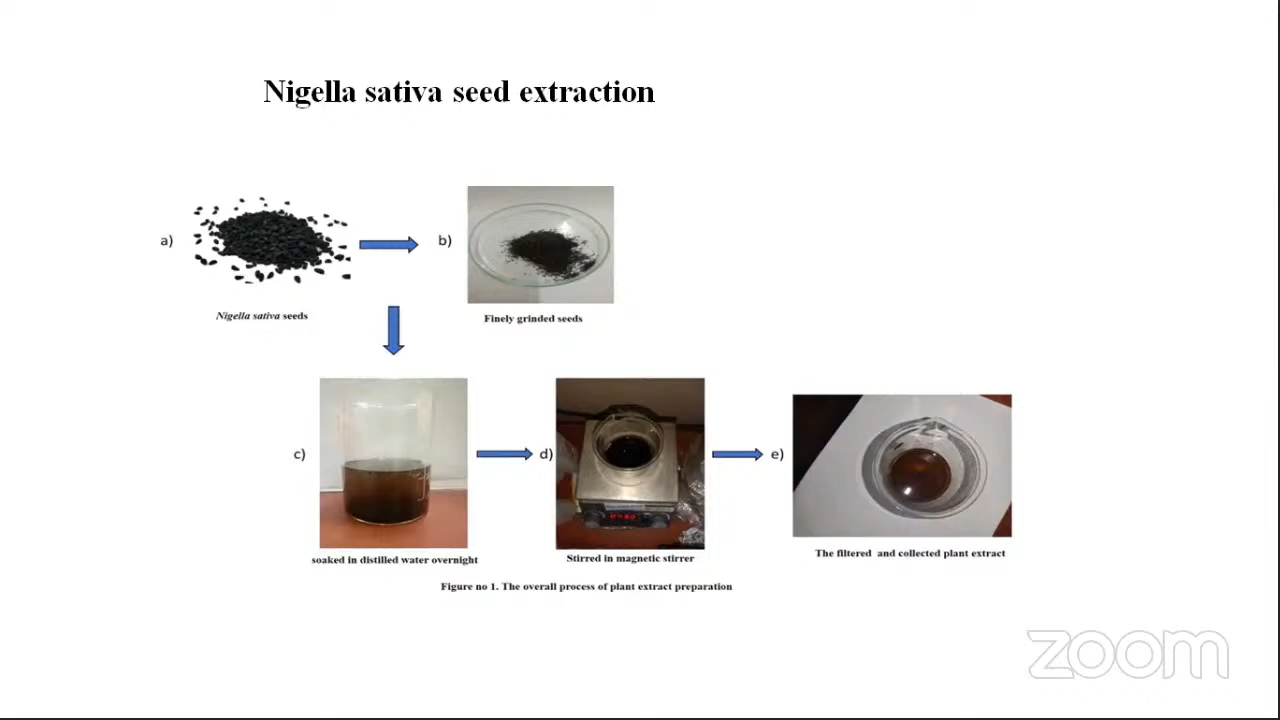 Nigella sativa seed extraction
a)
b)
Nigella sativa seeds
Finely grinded seeds
c)
d)
e)
soaked in distilled water overnight
Stirred in magnetic stirrer
The filtered and collected plant extract
Figure no 1. The overall process of plant extract preparation
zoom